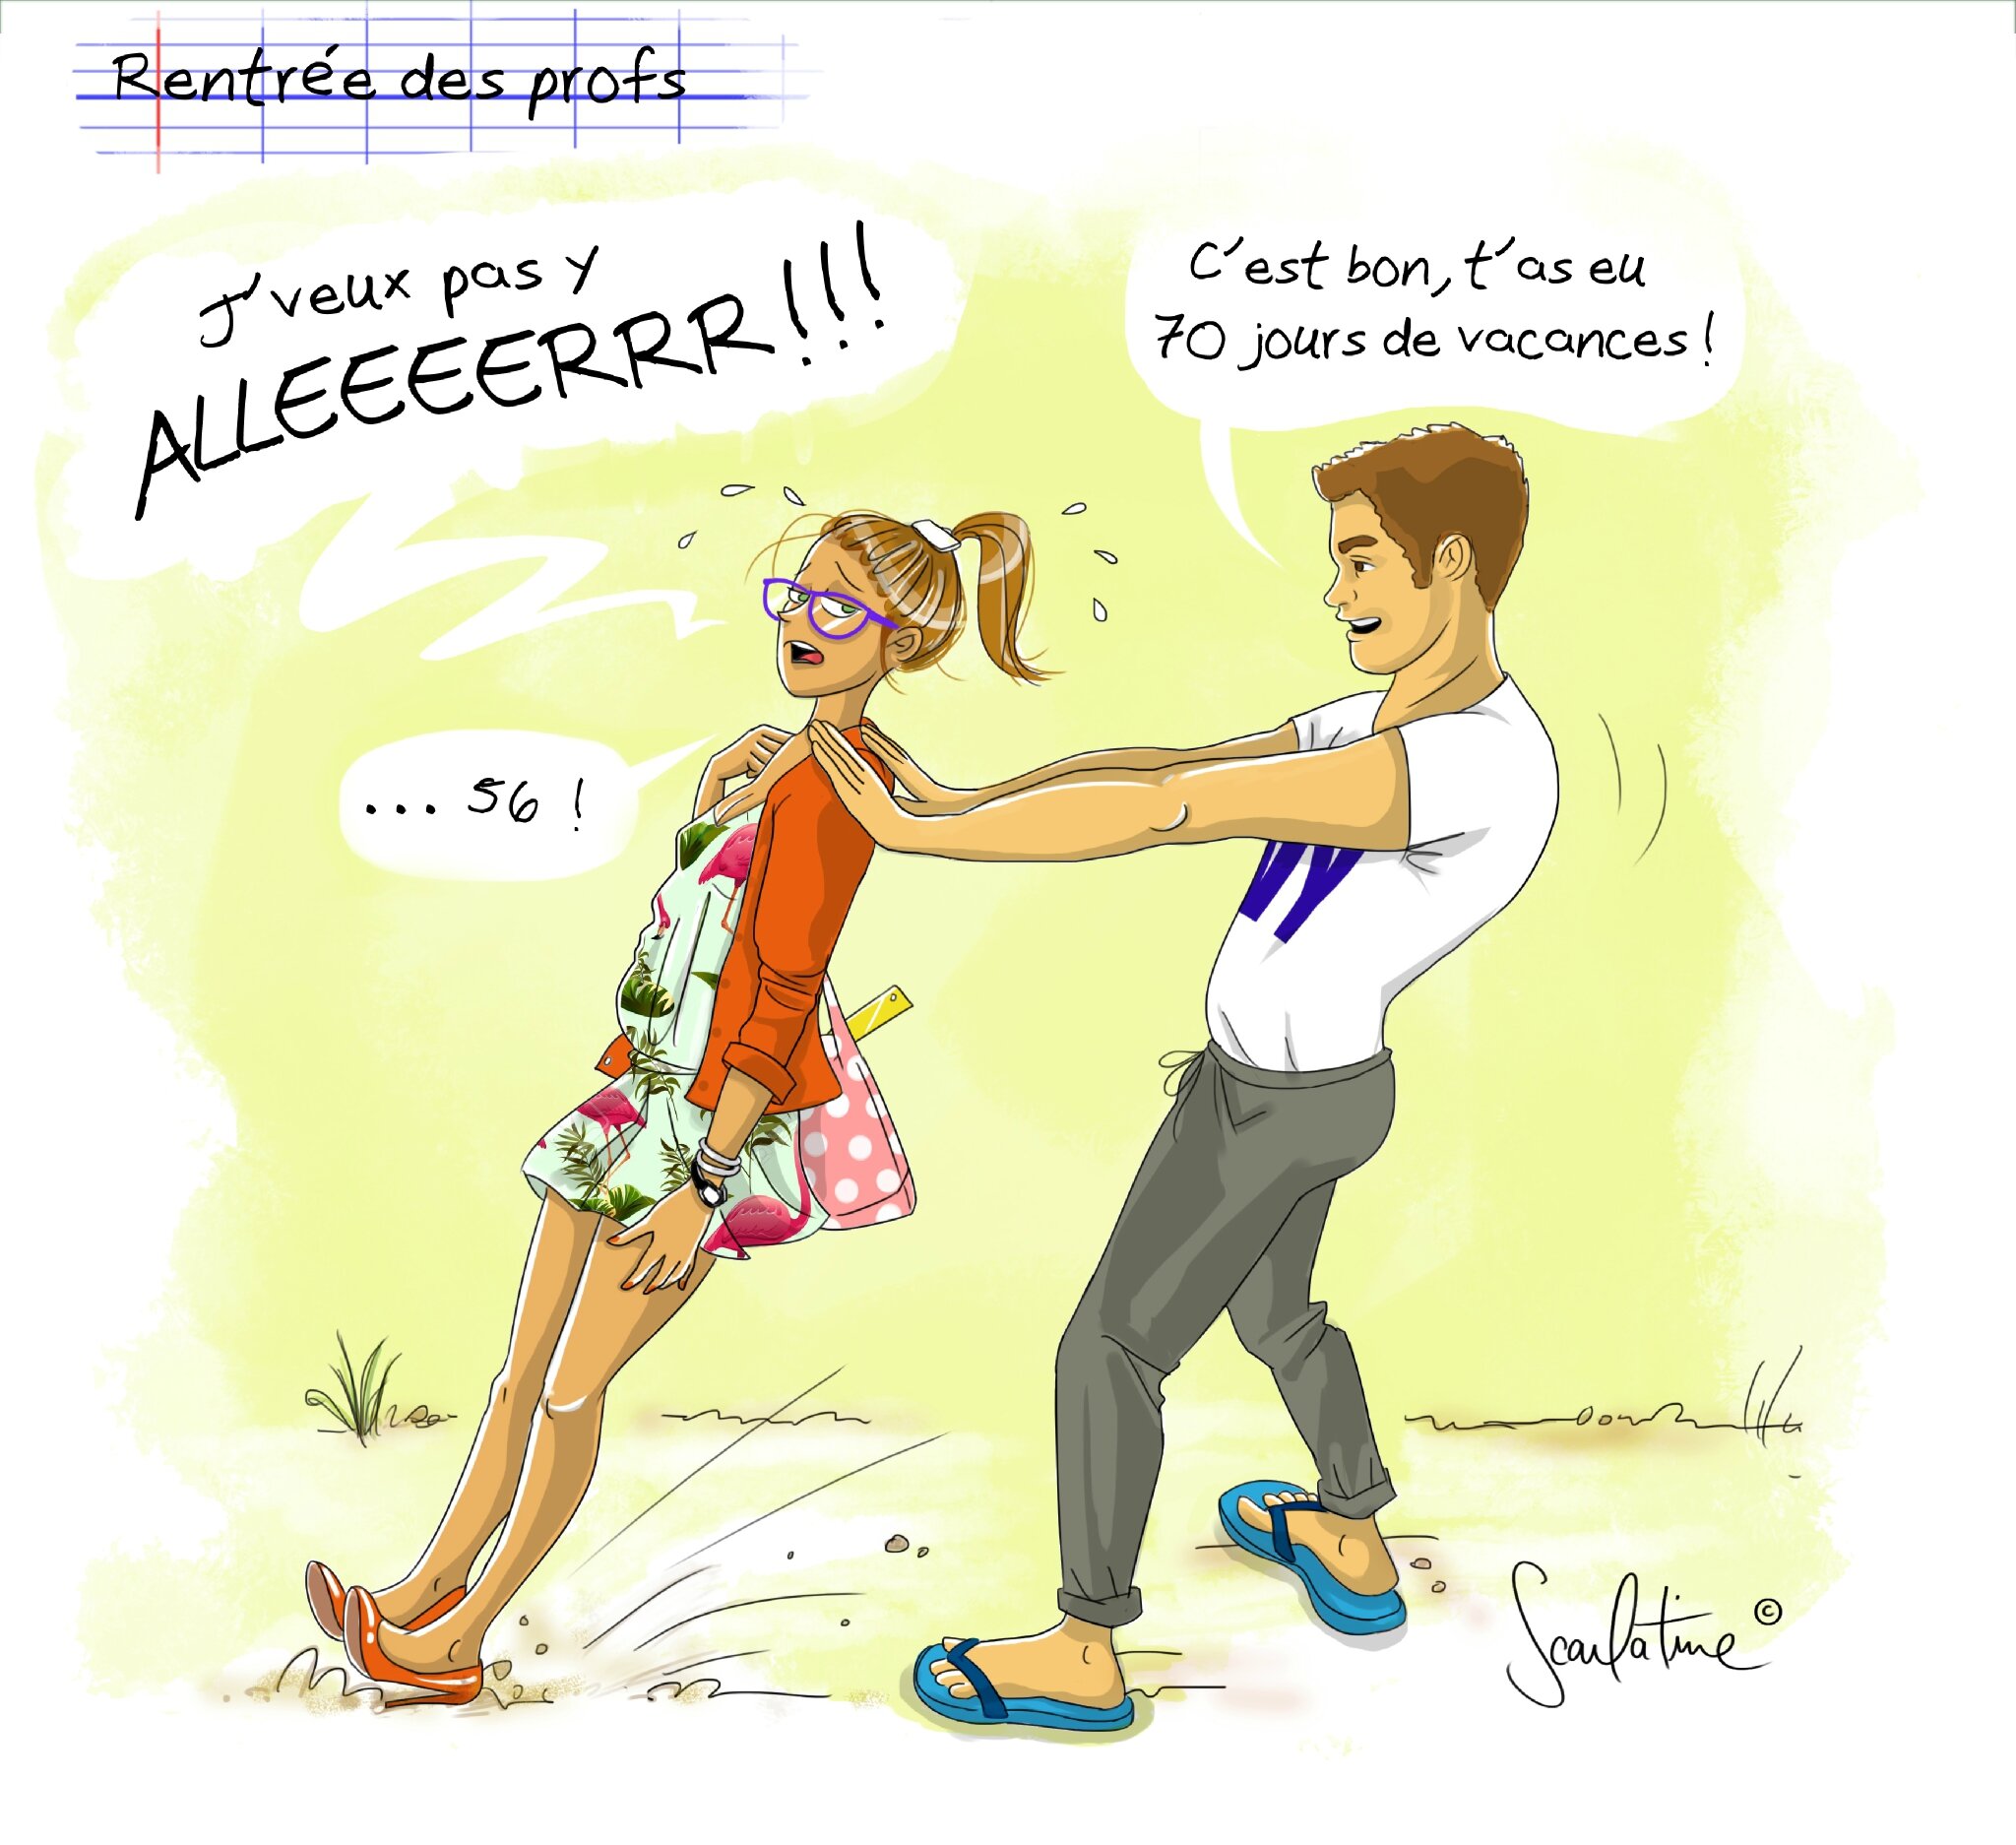 Rentrée des profs
J'veux pas y
ALLEEEERRR!!!
C'est bon, t'as eu
70 jours de vacances!
... 56 !
Scarlatine ©